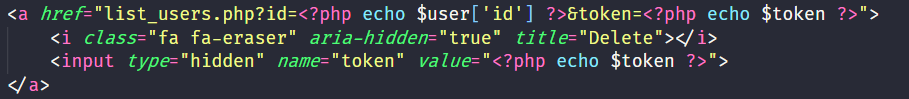 <a href="list_users.php?id=<?php echo $user['id'] ?>&token=<?php echo $token ?>">
<i class="fa fa-eraser" aria-hidden="true" title="Delete"></i>
<input type="hidden" name="token" value="<?php echo $token ?>">
</a>